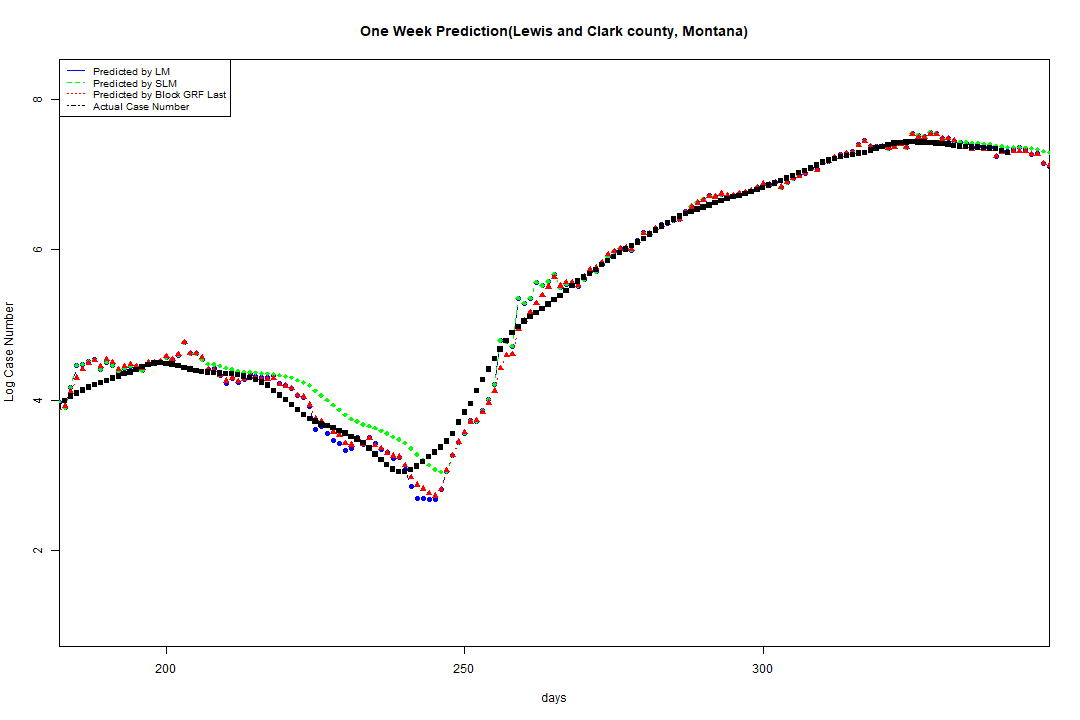 One Week Prediction(Lewis and Clark county, Montana)
Predicted by LM
Predicted by SLM
Predicted by Block GRF Last
Actual Case Number
8
6
4
2
Log Case Number
200
250
300
days